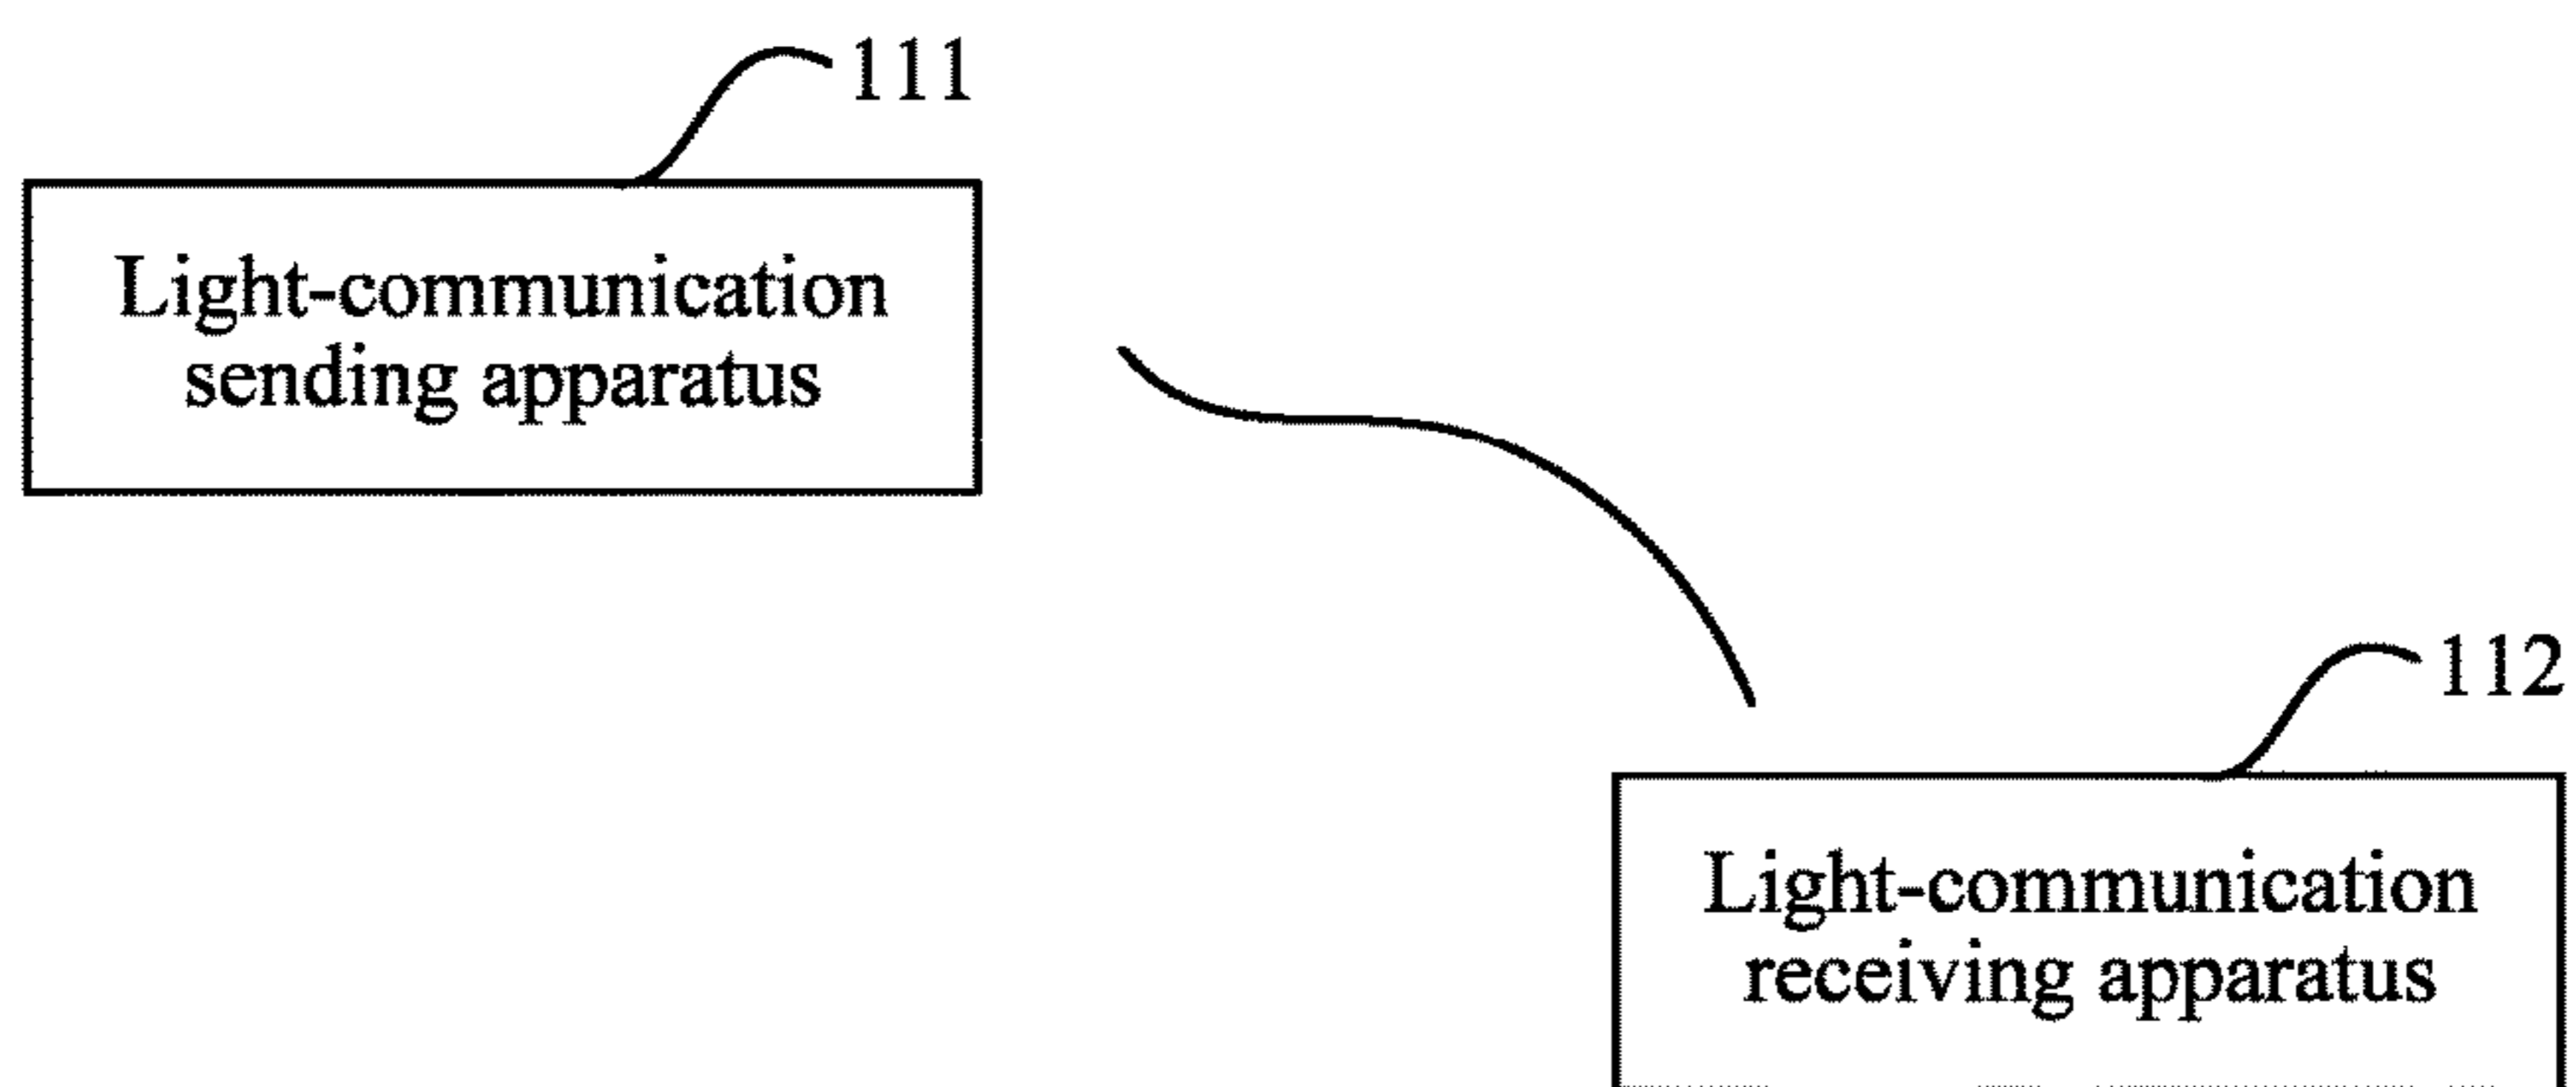 111
Light-communication
sending apparatus
112
Light-communication
receiving apparatus